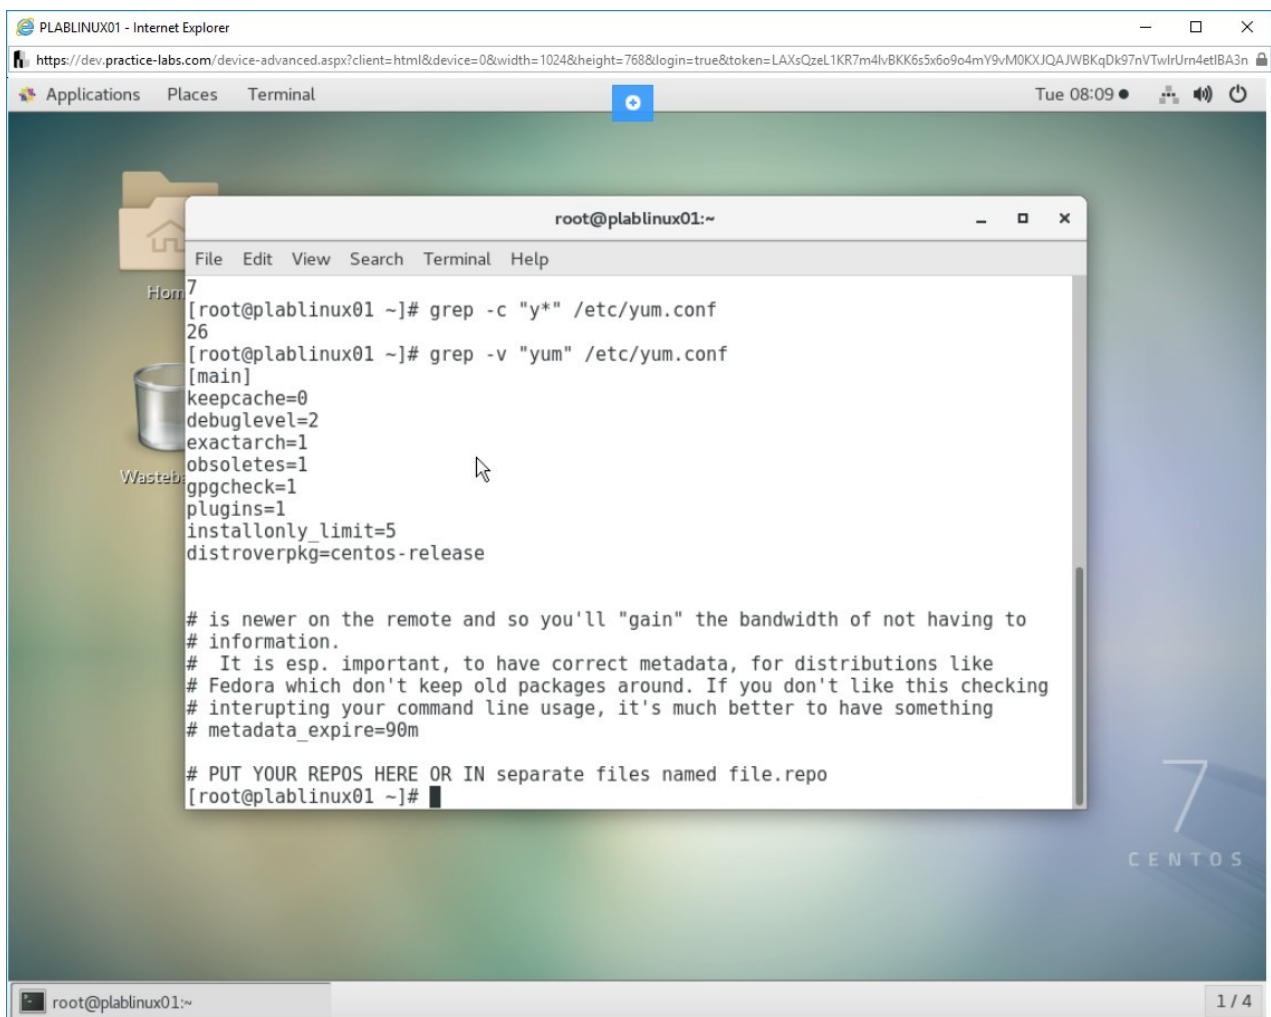 PLABLINUX01 - Internet Explorer
https://dev.practice-labs.com/device-advanced.aspx?client=html&device=0&width=1024&height=768&login=true&token=
Applications Places Terminal Tue 08:09
root@plablinux01:~
File Edit View Search Terminal Help
Hom
7
[root@plablinux01 ~]# grep -c "y*" /etc/yum.conf
26
[root@plablinux01 ~]# grep -v "yum" /etc/yum.conf
[main]
keepcache=0
debuglevel=2
exactarch=1
obsoletes=1
Wasteb
gpgcheck=1
plugins=1
installonly_limit=5
distroverpkg=centos-release
# is newer on the remote and so you'll "gain" the bandwidth of not having to
# information.
#  It is esp. important, to have correct metadata, for distributions like
# Fedora which don't keep old packages around. If you don't like this checking
# interupting your command line usage, it's much better to have something
# metadata_expire=90m
# PUT YOUR REPOS HERE OR IN separate files named file.repo
[root@plablinux01 ~]#
7
CENTOS
root@plablinux01:~
1 / 4